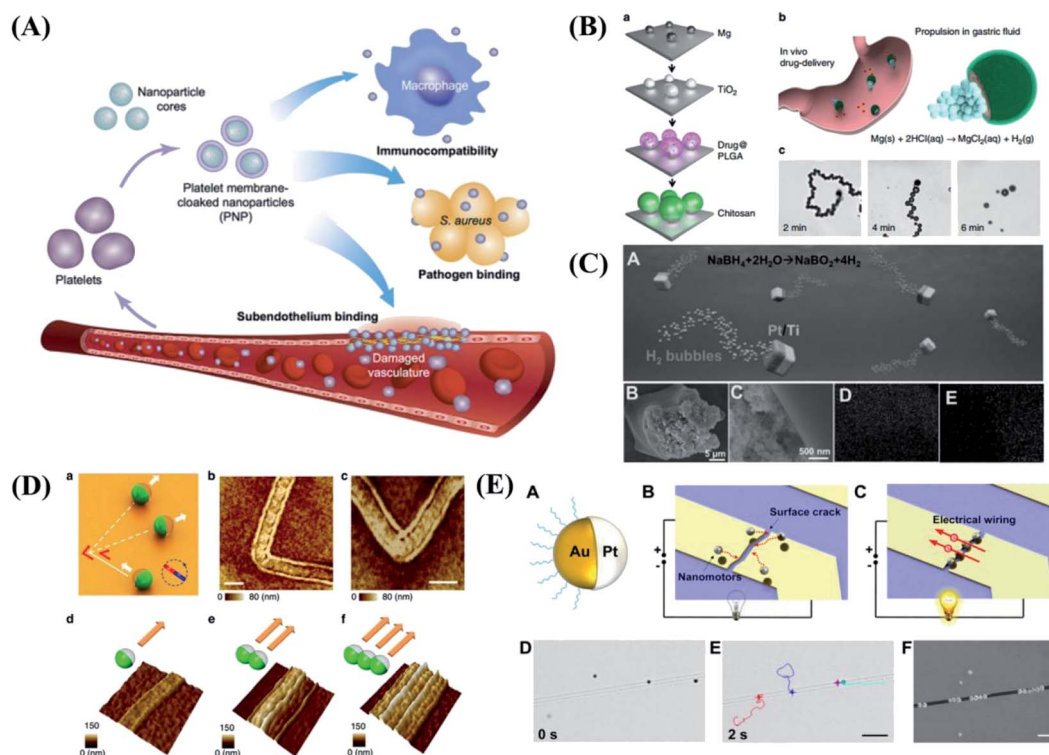 (A)
Nanoparticle
cores
Platelet membrane-
cloaked nanoparticles
(PNP)
Platelets
Macrophage
Immunocompatibility
S. aureus
Pathogen binding
Subendothelium binding
Damaged
vasculature
(B)
a
Mg
TiO2
Drug@
PLGA
Chitosan
b
In vivo
drug-delivery
Propulsion in gastric fluid
Mg(s) + 2HCl(aq) → MgCl2(aq) + H2(g)
c
2 min
4 min
6 min
(C)
A
NaBH4+2H2O→NaBO2+4H2
Pt/Ti
H2 bubbles
B
5 μm
C
500 nm
D
E
(D)
a
b
0 80 (nm)
c
0 80 (nm)
d
150
0 (nm)
e
150
0 (nm)
f
150
0 (nm)
(E)
A
Au Pt
B
Surface crack
Nanomotors
+
-
C
Electrical wiring
+
-
D
0 s
E
2 s
F